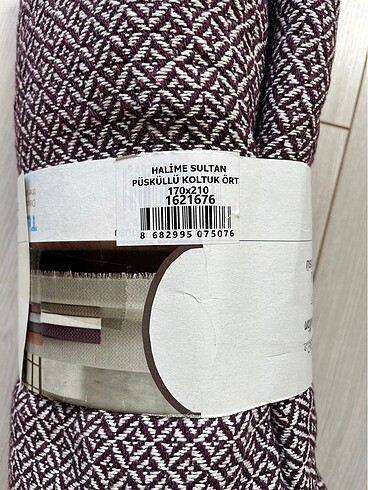 HALİME SULTAN
PÜSKÜLLÜ KOLTUK ÖRT
170x210
1621676
8 682995 075076